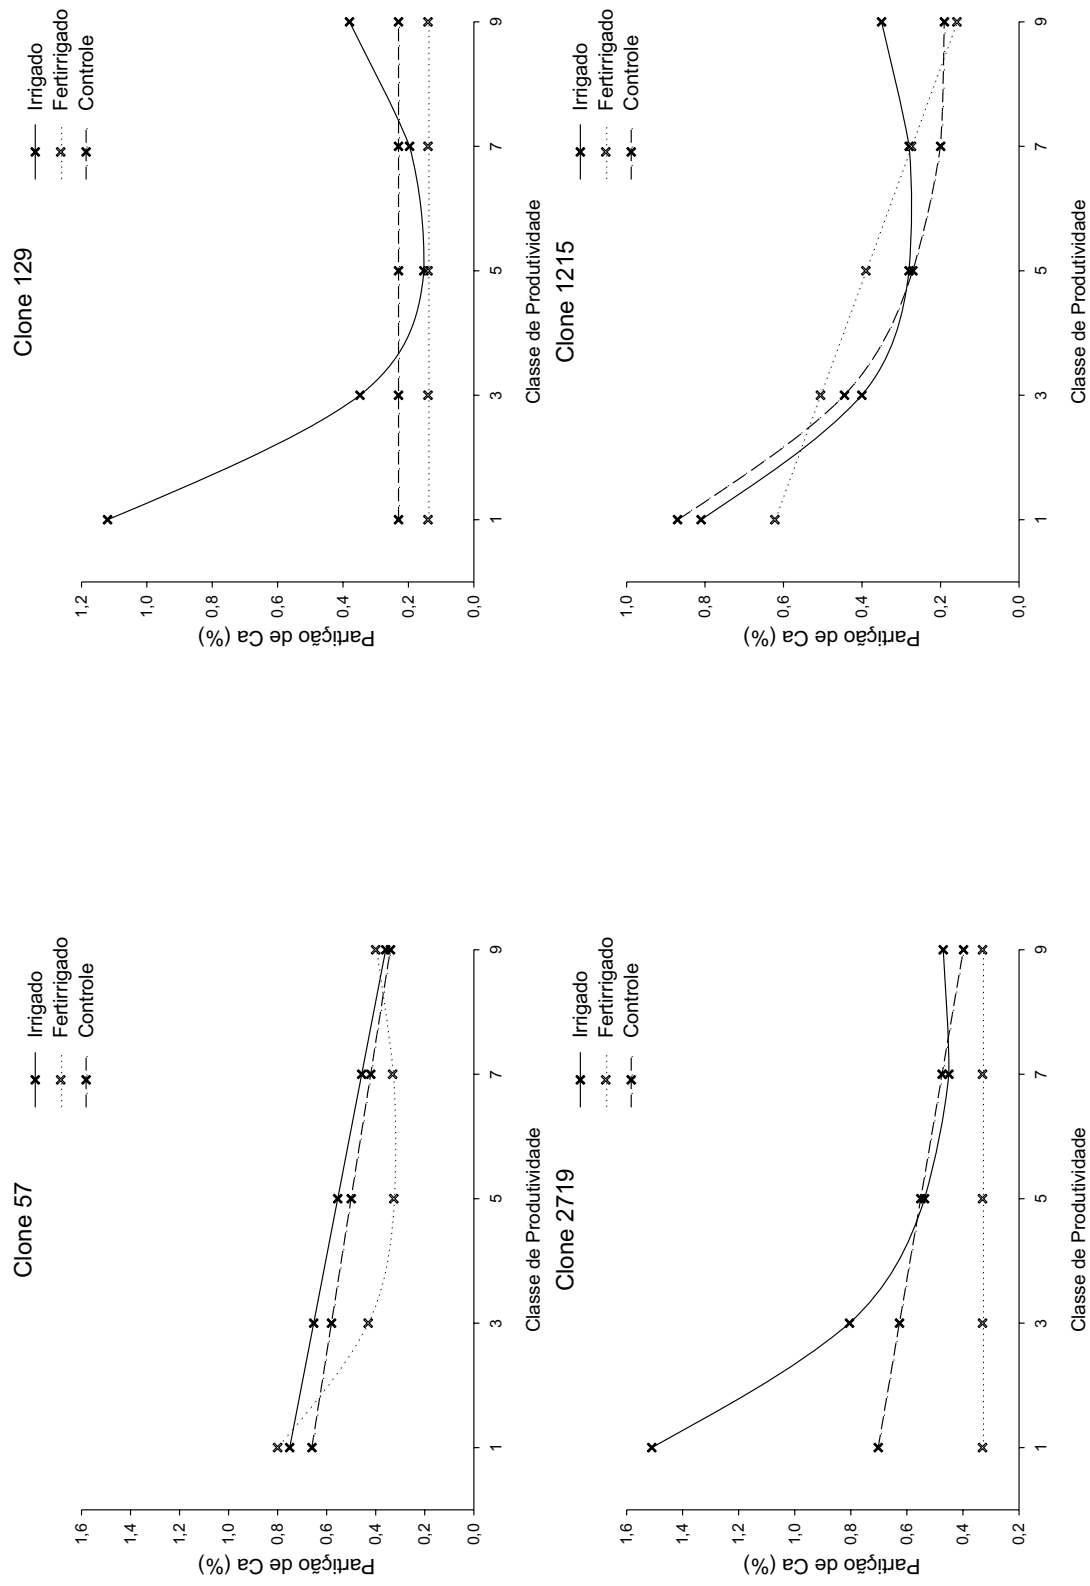 Clone 57
Irrigado
Fertirrigado
Controle
Partição de Ca (%)
1,6
1,4
1,2
1,0
0,8
0,6
0,4
0,2
0,0
1 3 5 7 9
Classe de Produtividade
Clone 129
Irrigado
Fertirrigado
Controle
Partição de Ca (%)
1,2
1,0
0,8
0,6
0,4
0,2
0,0
1 3 5 7 9
Classe de Produtividade
Clone 2719
Irrigado
Fertirrigado
Controle
Partição de Ca (%)
1,6
1,4
1,2
1,0
0,8
0,6
0,4
0,2
1 3 5 7 9
Classe de Produtividade
Clone 1215
Irrigado
Fertirrigado
Controle
Partição de Ca (%)
1,0
0,8
0,6
0,4
0,2
0,0
1 3 5 7 9
Classe de Produtividade